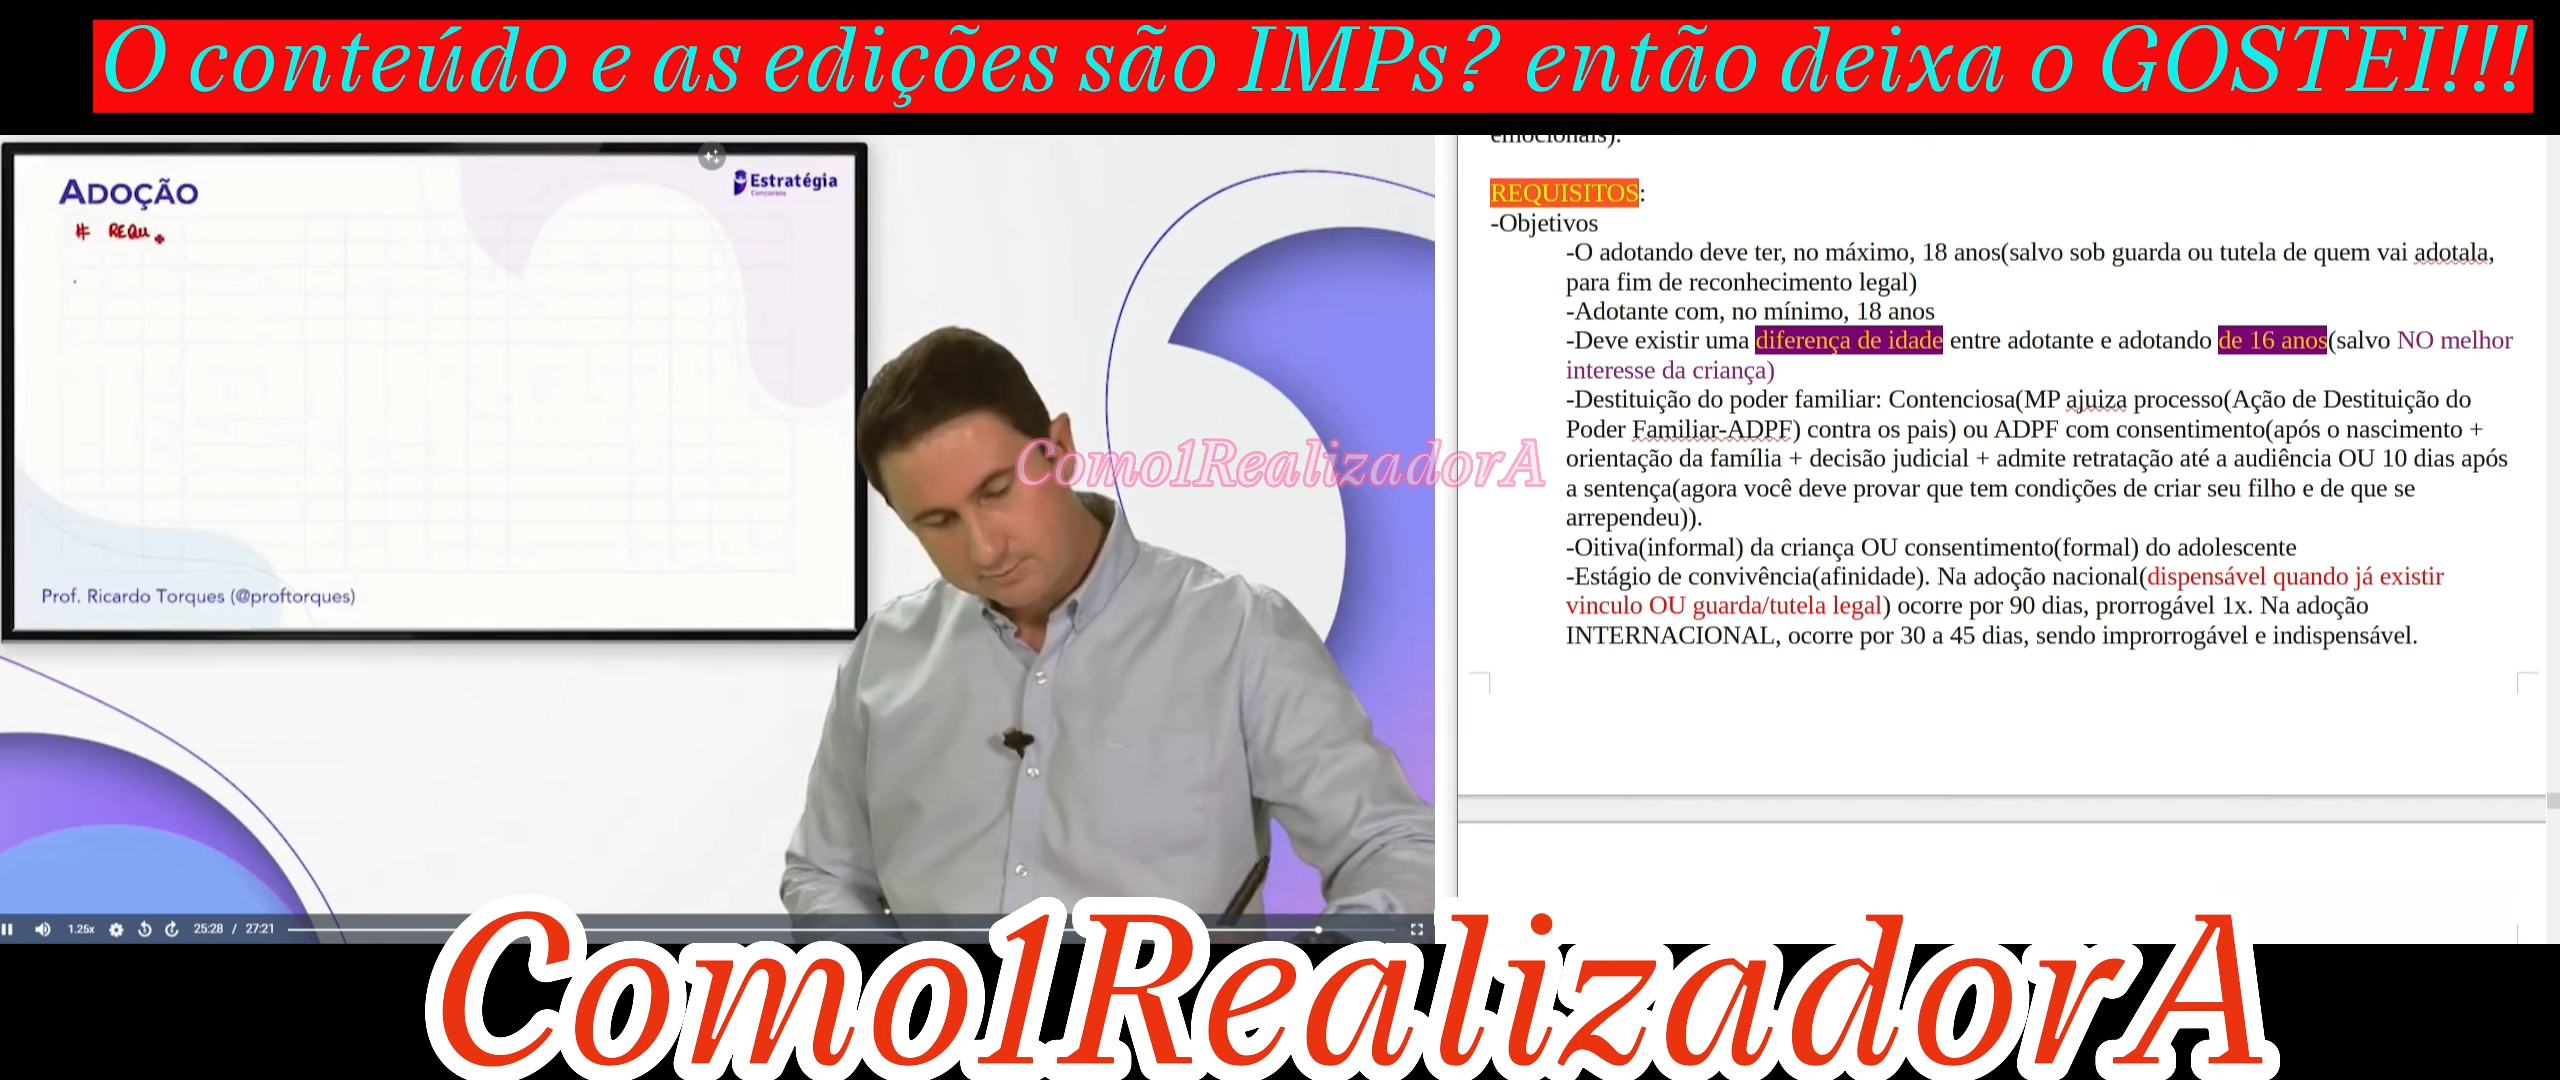 O conteúdo e as edições são IMPs? então deixa o GOSTEI!!!
ADOÇÃO
Estratégia
Concursos
# REQU.
Prof. Ricardo Torques (@proftorques)
1.25x
25:28 / 27:21
emocionais).
REQUISITOS:
-Objetivos
-O adotando deve ter, no máximo, 18 anos(salvo sob guarda ou tutela de quem vai adotala,
para fim de reconhecimento legal)
-Adotante com, no mínimo, 18 anos
-Deve existir uma diferença de idade entre adotante e adotando de 16 anos(salvo NO melhor
interesse da criança)
-Destituição do poder familiar: Contenciosa(MP ajuiza processo(Ação de Destituição do
Poder Familiar-ADPF) contra os pais) ou ADPF com consentimento(após o nascimento +
orientação da família + decisão judicial + admite retratação até a audiência OU 10 dias após
a sentença(agora você deve provar que tem condições de criar seu filho e de que se
arrependeu)).
-Oitiva(informal) da criança OU consentimento(formal) do adolescente
-Estágio de convivência(afinidade). Na adoção nacional(dispensável quando já existir
vinculo OU guarda/tutela legal) ocorre por 90 dias, prorrogável 1x. Na adoção
INTERNACIONAL, ocorre por 30 a 45 dias, sendo improrrogável e indispensável.
Como1RealizadorA
Como1RealizadorA